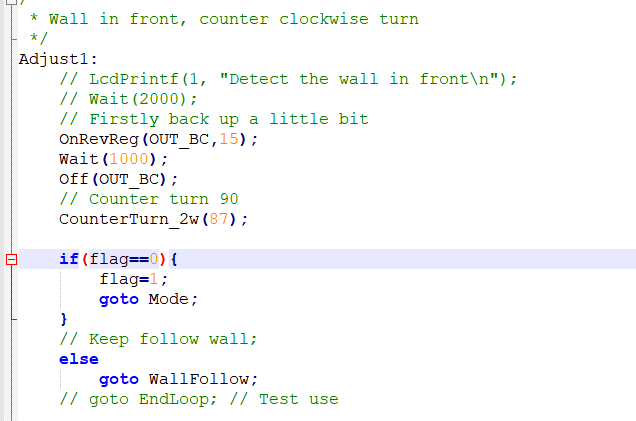 * Wall in front, counter clockwise turn
*/
Adjust1:
// LcdPrintf(1, "Detect the wall in front\n");
// Wait(2000);
// Firstly back up a little bit
OnRevReg(OUT_BC,15);
Wait(1000);
Off(OUT_BC);
// Counter turn 90
CounterTurn_2w(87);
if(flag==0){
flag=1;
goto Mode;
}
// Keep follow wall;
else
goto WallFollow;
// goto EndLoop; // Test use